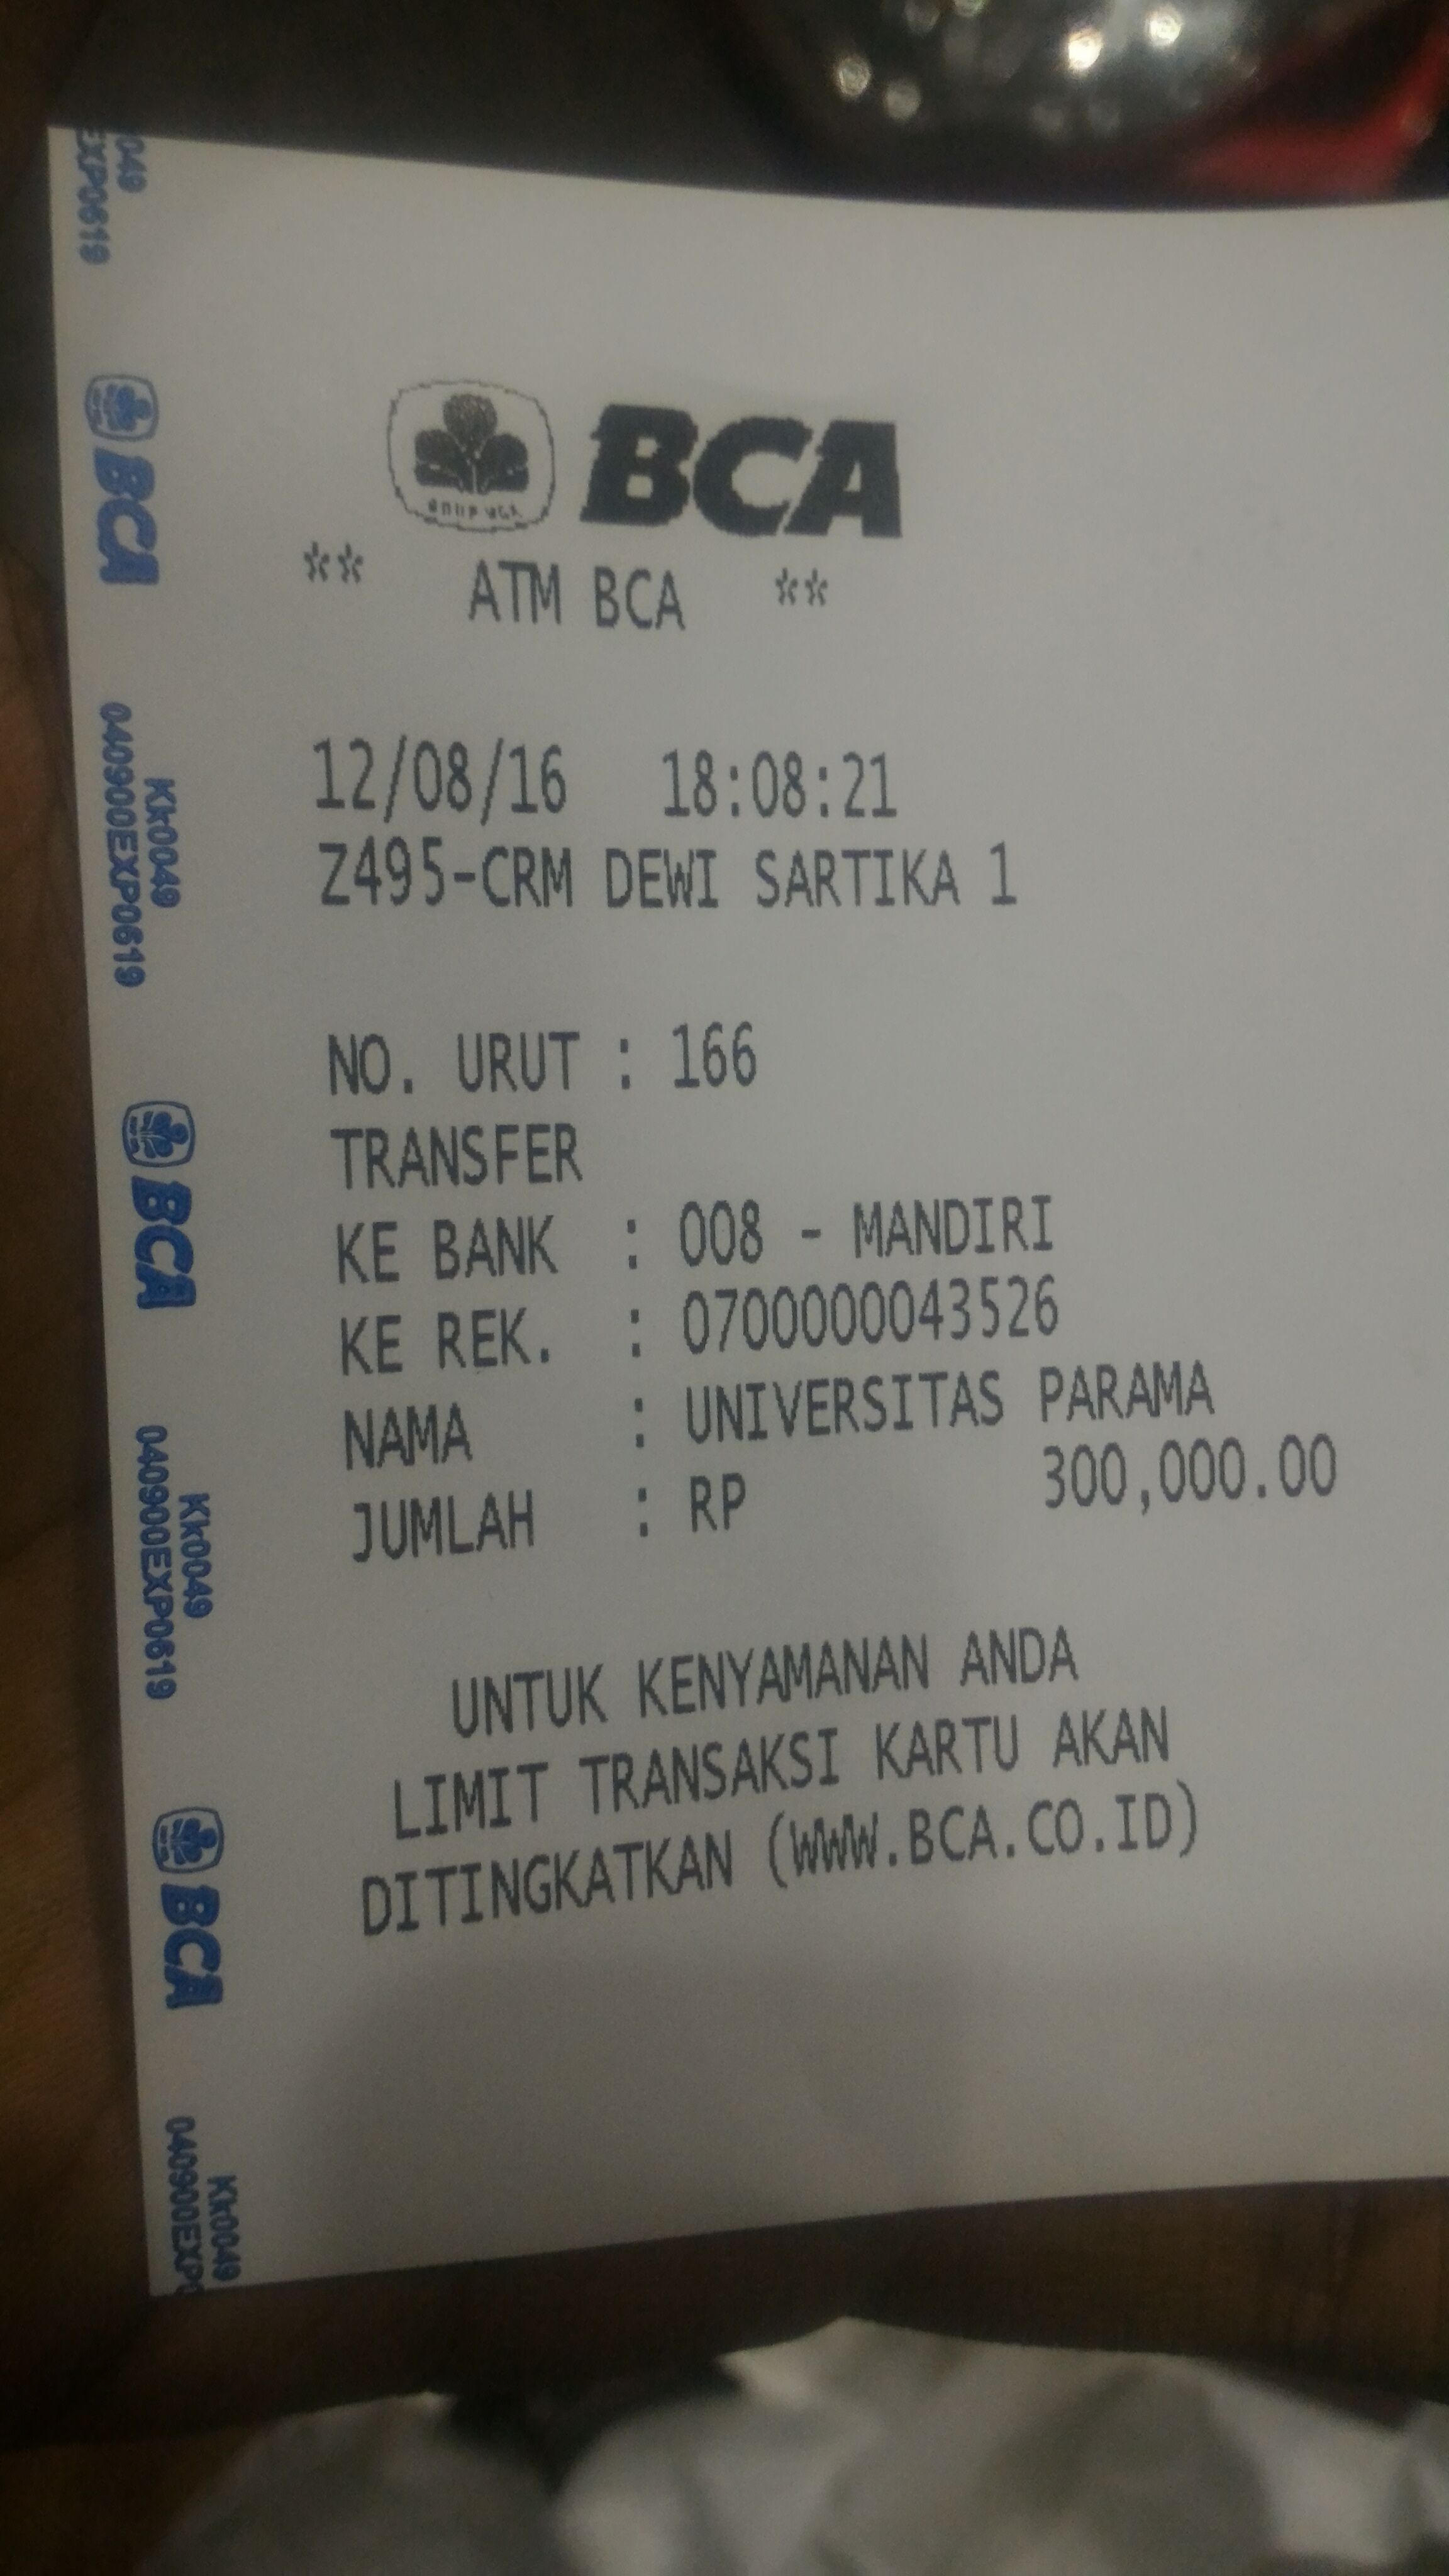 BCA
** ATM BCA **
12/08/16 18:08:21
Z495-CRM DEWI SARTIKA 1
NO. URUT : 166
TRANSFER
KE BANK : 008 - MANDIRI
KE REK. : 0700000043526
NAMA : UNIVERSITAS PARAMA
JUMLAH : RP 300,000.00
UNTUK KENYAMANAN ANDA
LIMIT TRANSAKSI KARTU AKAN
DITINGKATKAN (WWW.BCA.CO.ID)
049
EXP0619
BCA
Kk0049
040900EXP0619
BCA
Kk0049
040900EXP0619
BCA
Kk0049
040900EXP0